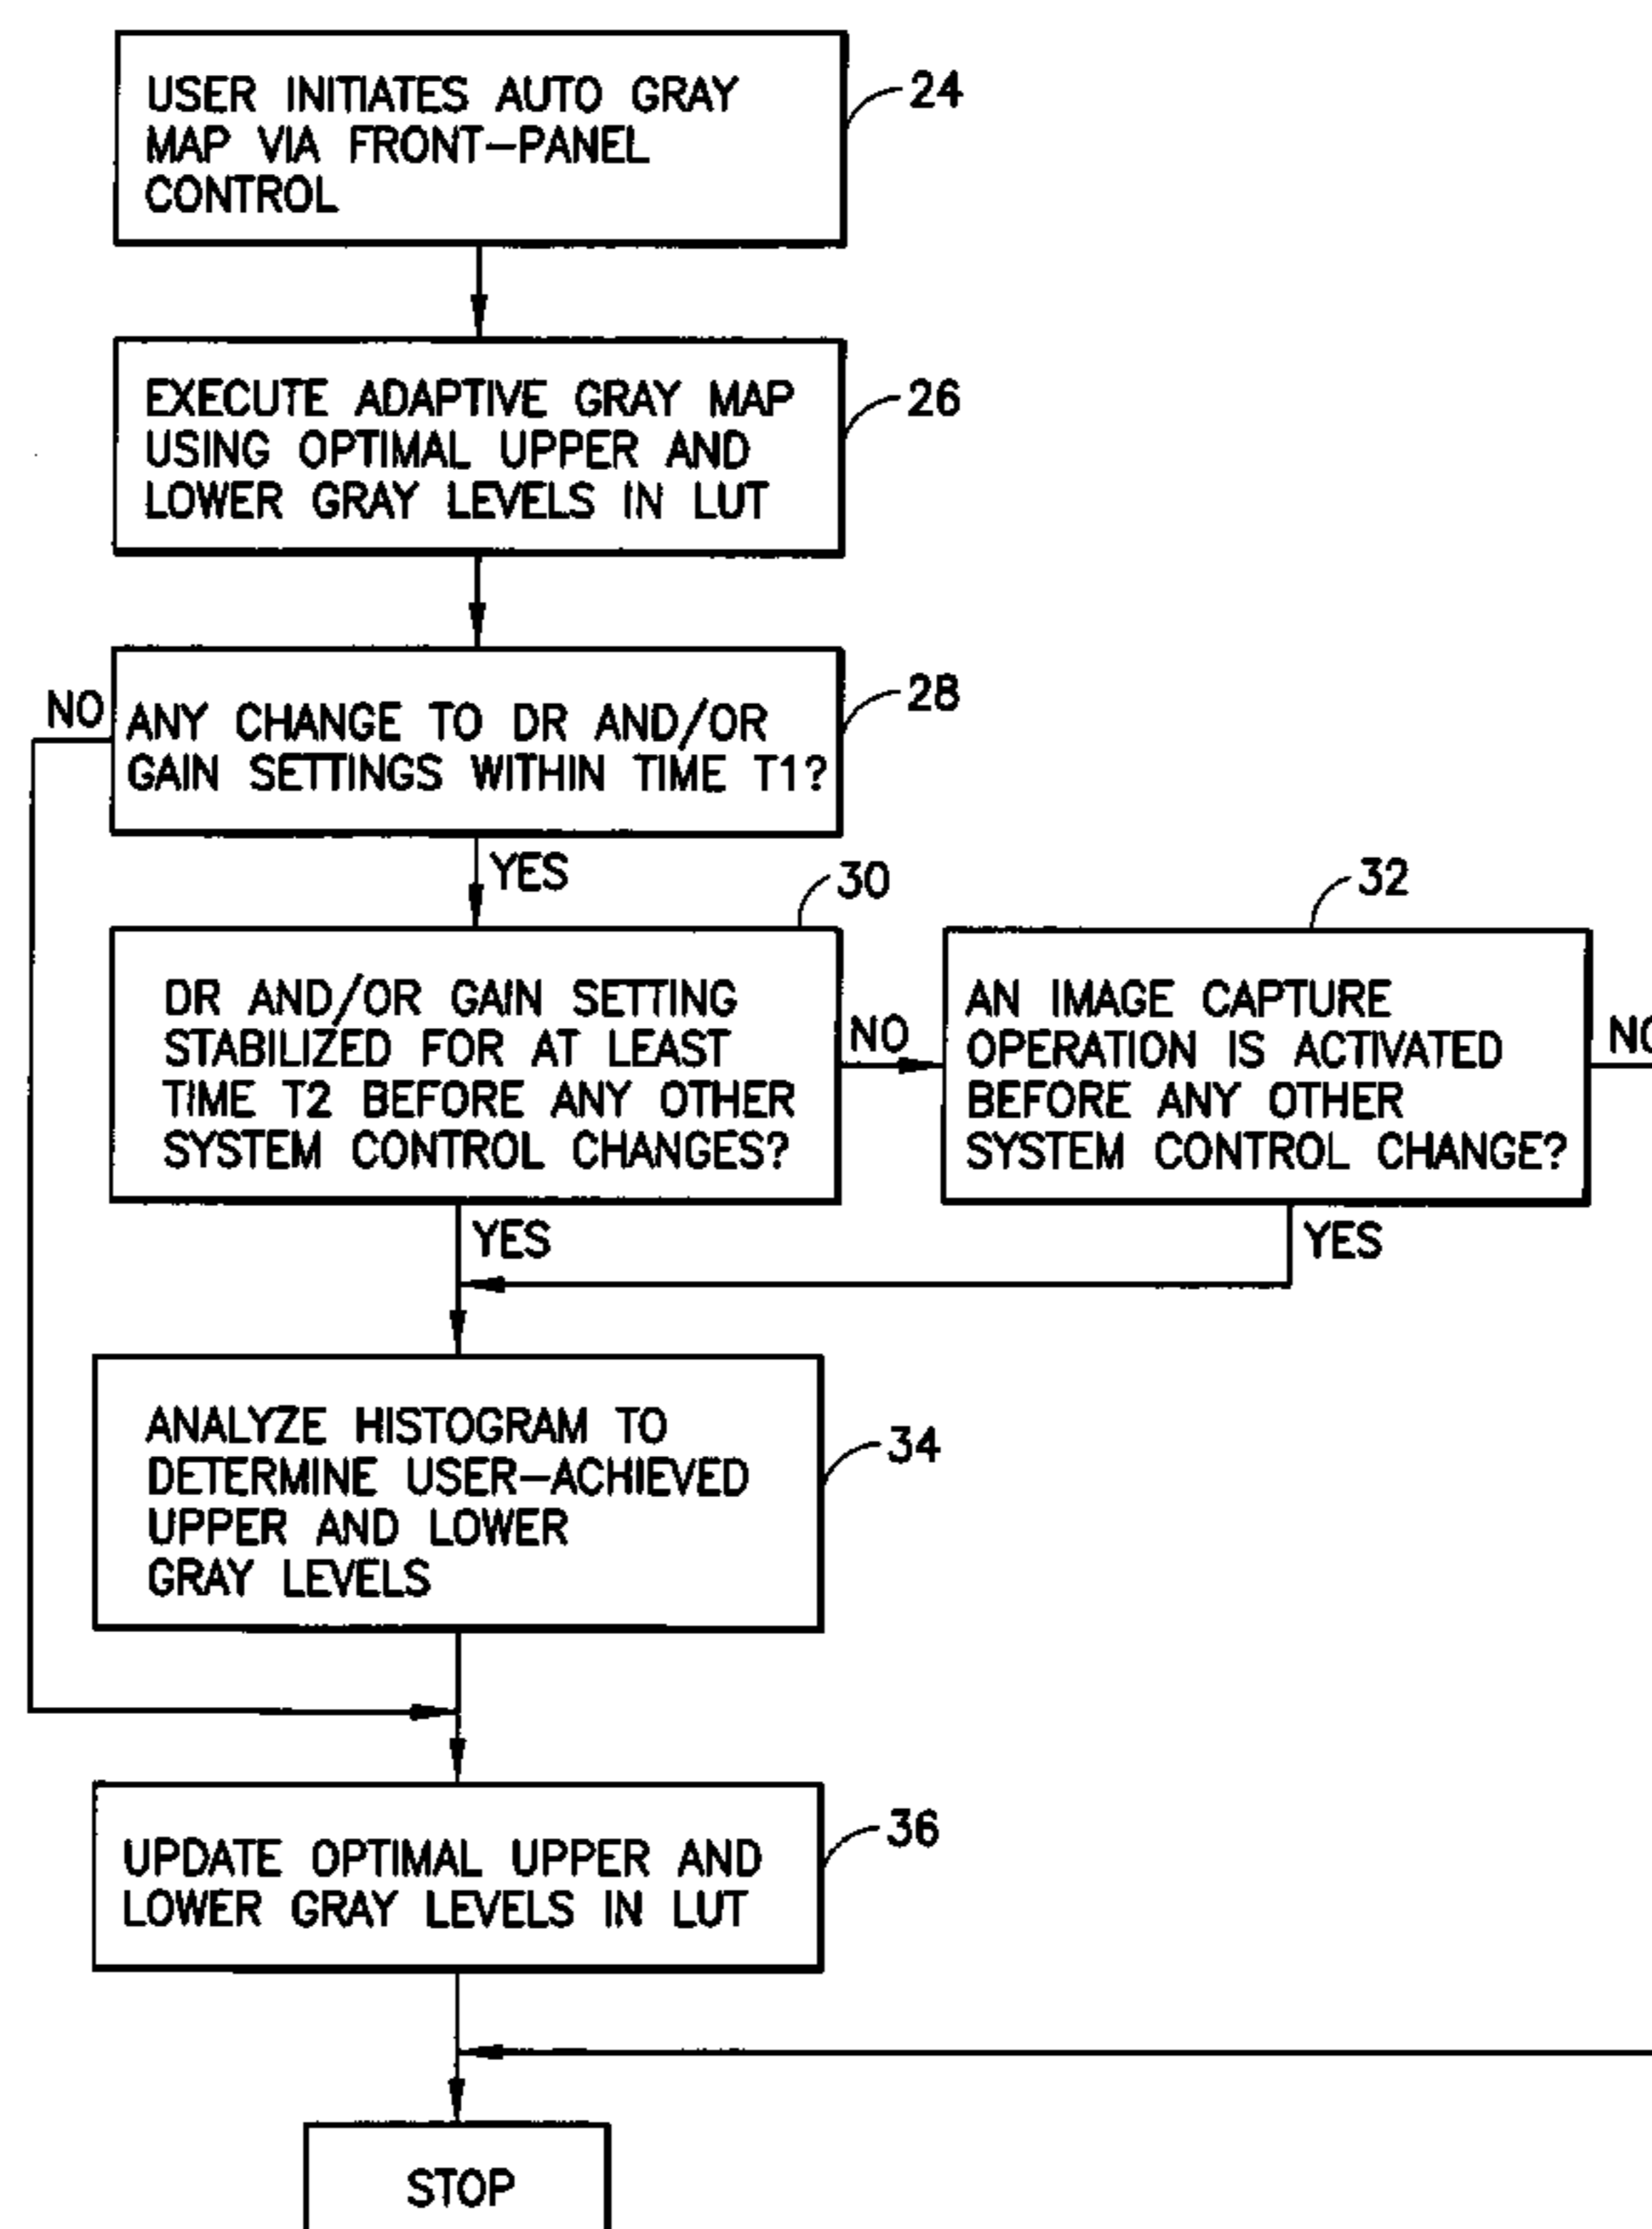 USER INITIATES AUTO GRAY
MAP VIA FRONT-PANEL
CONTROL
24
EXECUTE ADAPTIVE GRAY MAP
USING OPTIMAL UPPER AND
LOWER GRAY LEVELS IN LUT
26
NO
ANY CHANGE TO DR AND/OR
GAIN SETTINGS WITHIN TIME T1?
28
YES
30
32
DR AND/OR GAIN SETTING
STABILIZED FOR AT LEAST
TIME T2 BEFORE ANY OTHER
SYSTEM CONTROL CHANGES?
NO
AN IMAGE CAPTURE
OPERATION IS ACTIVATED
BEFORE ANY OTHER
SYSTEM CONTROL CHANGE?
NO
YES
YES
ANALYZE HISTOGRAM TO
DETERMINE USER-ACHIEVED
UPPER AND LOWER
GRAY LEVELS
34
UPDATE OPTIMAL UPPER AND
LOWER GRAY LEVELS IN LUT
36
STOP